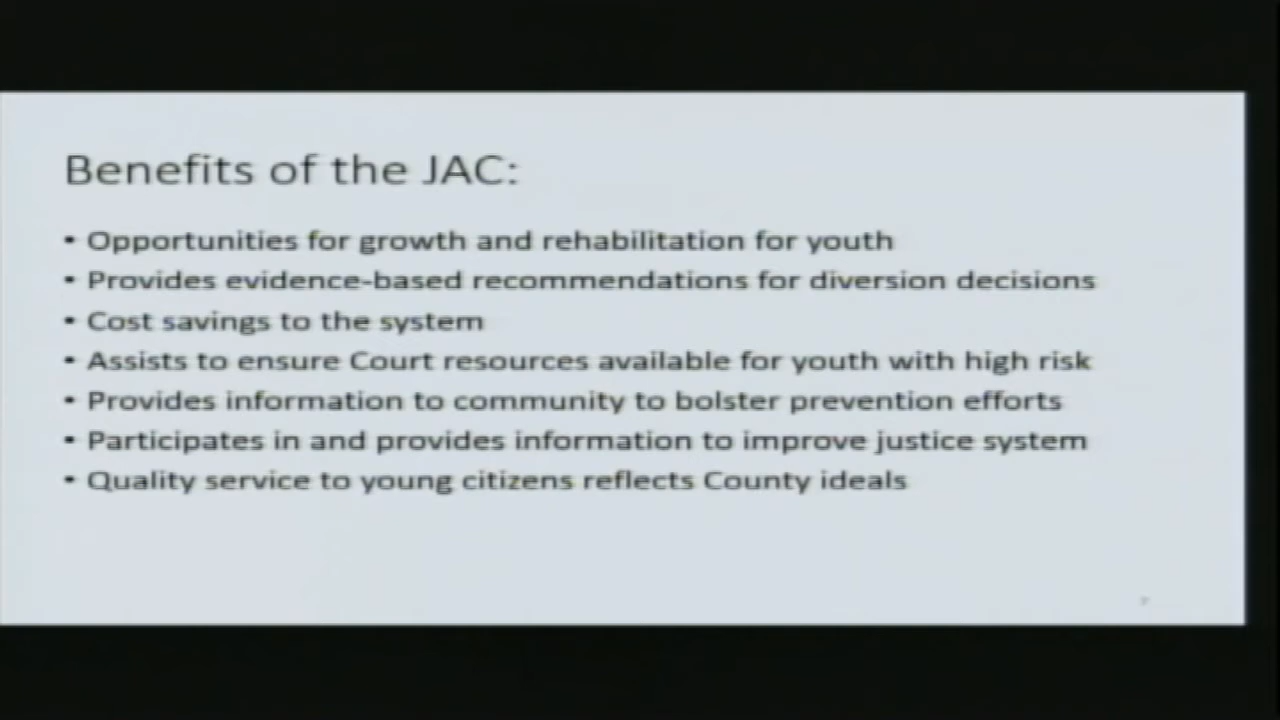 Benefits of the JAC:
• Opportunities for growth and rehabilitation for youth
• Provides evidence-based recommendations for diversion decisions
• Cost savings to the system
• Assists to ensure Court resources available for youth with high risk
• Provides information to community to bolster prevention efforts
• Participates in and provides information to improve justice system
• Quality service to young citizens reflects County ideals